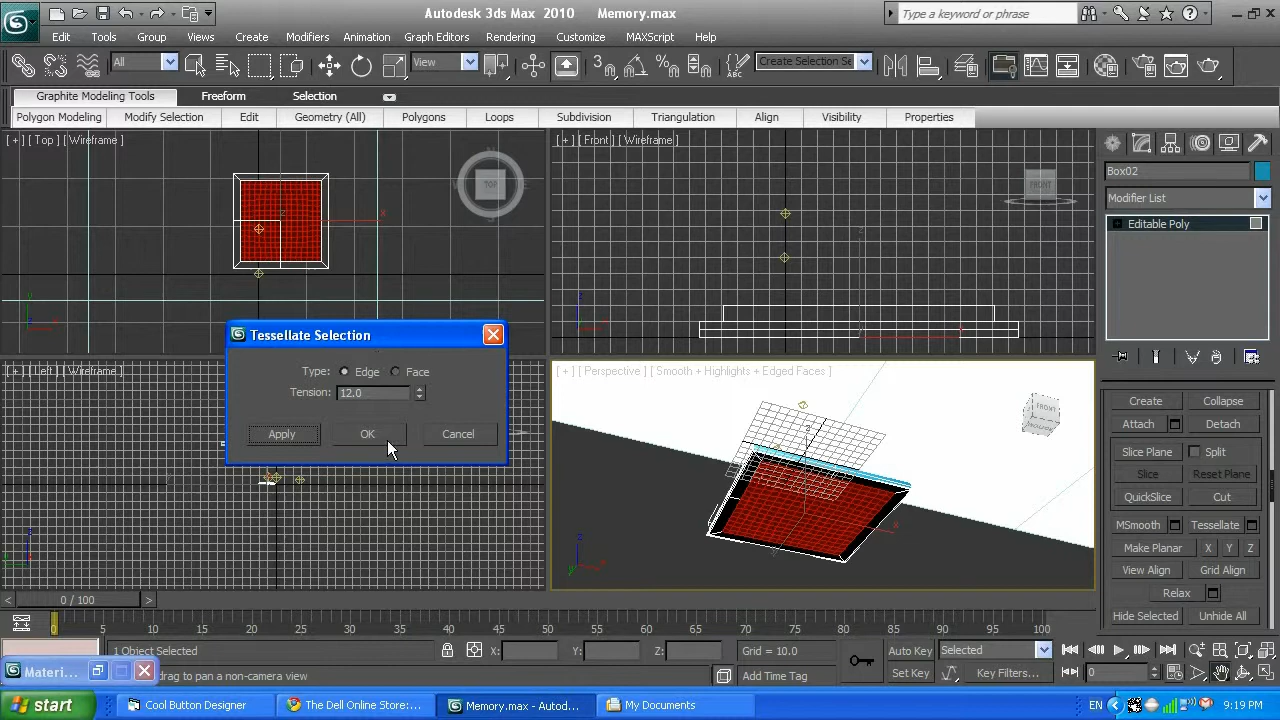 Autodesk 3ds Max 2010 Memory.max
Type a keyword or phrase
Edit Tools Group Views Create Modifiers Animation Graph Editors Rendering Customize MAXScript Help
All View Create Selection Se
Graphite Modeling Tools Freeform Selection
Polygon Modeling Modify Selection Edit Geometry (All) Polygons Loops Subdivision Triangulation Align Visibility Properties
[ + ] [ Top ] [ Wireframe ]
TOP
[ + ] [ Front ] [ Wireframe ]
FRONT
Box02
Modifier List
Editable Poly
Tessellate Selection
Type: Edge Face
Tension: 12.0
Apply OK Cancel
[ + ] [ Left ] [ Wirefra
[ + ] [ Perspective ] [ Smooth + Highlights + Edged Faces ]
FRONT
Create Collapse
Attach Detach
Slice Plane Split
Slice Reset Plane
QuickSlice Cut
MSmooth Tessellate
Make Planar X Y Z
View Align Grid Align
Relax
Hide Selected Unhide All
0 / 100
0 5 10 15 20 25 30 35 40 45 50 55 60 65 70 75 80 85 90 95 100
1 Object Selected X: Y: Z: Grid = 10.0 Auto Key Selected
Materi...
drag to pan a non-camera view Add Time Tag Set Key Key Filters... 0
start Cool Button Designer The Dell Online Store:... Memory.max - Autod... My Documents EN 9:19 PM